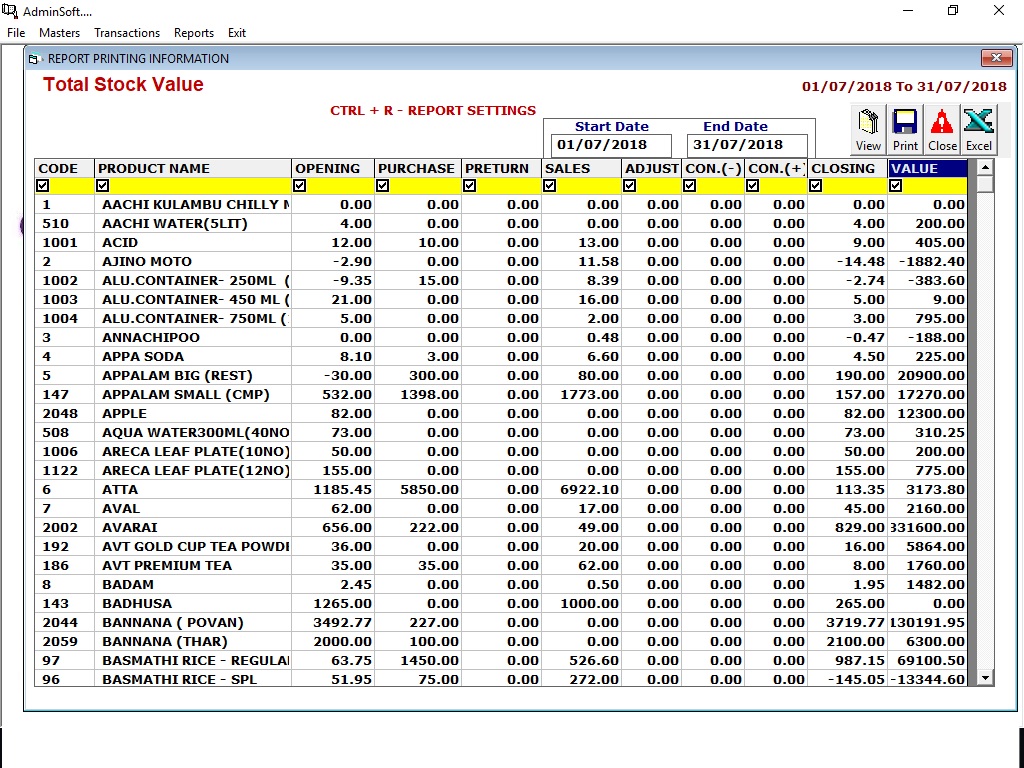 AdminSoft....
File Masters Transactions Reports Exit
REPORT PRINTING INFORMATION
Total Stock Value
01/07/2018 To 31/07/2018
CTRL + R - REPORT SETTINGS
Start Date End Date
01/07/2018 31/07/2018
View Print Close Excel
CODE PRODUCT NAME OPENING PURCHASE PRETURN SALES ADJUST CON.(-) CON.(+) CLOSING VALUE
1 AACHI KULAMBU CHILLY 0.00 0.00 0.00 0.00 0.00 0.00 0.00 0.00 0.00
510 AACHI WATER(5LIT) 4.00 0.00 0.00 0.00 0.00 0.00 0.00 4.00 200.00
1001 ACID 12.00 10.00 0.00 13.00 0.00 0.00 0.00 9.00 405.00
2 AJINO MOTO -2.90 0.00 0.00 11.58 0.00 0.00 0.00 -14.48 -1882.40
1002 ALU.CONTAINER- 250ML ( -9.35 15.00 0.00 8.39 0.00 0.00 0.00 -2.74 -383.60
1003 ALU.CONTAINER- 450 ML ( 21.00 0.00 0.00 16.00 0.00 0.00 0.00 5.00 9.00
1004 ALU.CONTAINER- 750ML ( 5.00 0.00 0.00 2.00 0.00 0.00 0.00 3.00 795.00
3 ANNACHIPOO 0.00 0.00 0.00 0.48 0.00 0.00 0.00 -0.47 -188.00
4 APPA SODA 8.10 3.00 0.00 6.60 0.00 0.00 0.00 4.50 225.00
5 APPALAM BIG (REST) -30.00 300.00 0.00 80.00 0.00 0.00 0.00 190.00 20900.00
147 APPALAM SMALL (CMP) 532.00 1398.00 0.00 1773.00 0.00 0.00 0.00 157.00 17270.00
2048 APPLE 82.00 0.00 0.00 0.00 0.00 0.00 0.00 82.00 12300.00
508 AQUA WATER300ML(40NO 73.00 0.00 0.00 0.00 0.00 0.00 0.00 73.00 310.25
1006 ARECA LEAF PLATE(10NO) 50.00 0.00 0.00 0.00 0.00 0.00 0.00 50.00 200.00
1122 ARECA LEAF PLATE(12NO) 155.00 0.00 0.00 0.00 0.00 0.00 0.00 155.00 775.00
6 ATTA 1185.45 5850.00 0.00 6922.10 0.00 0.00 0.00 113.35 3173.80
7 AVAL 62.00 0.00 0.00 17.00 0.00 0.00 0.00 45.00 2160.00
2002 AVARAI 656.00 222.00 0.00 49.00 0.00 0.00 0.00 829.00 331600.00
192 AVT GOLD CUP TEA POWDE 36.00 0.00 0.00 20.00 0.00 0.00 0.00 16.00 5864.00
186 AVT PREMIUM TEA 35.00 35.00 0.00 62.00 0.00 0.00 0.00 8.00 1760.00
8 BADAM 2.45 0.00 0.00 0.50 0.00 0.00 0.00 1.95 1482.00
143 BADHUSA 1265.00 0.00 0.00 1000.00 0.00 0.00 0.00 265.00 0.00
2044 BANNANA ( POVAN) 3492.77 227.00 0.00 0.00 0.00 0.00 0.00 3719.77 130191.95
2059 BANNANA (THAR) 2000.00 100.00 0.00 0.00 0.00 0.00 0.00 2100.00 6300.00
97 BASMATHI RICE - REGULA 63.75 1450.00 0.00 526.60 0.00 0.00 0.00 987.15 69100.50
96 BASMATHI RICE - SPL 51.95 75.00 0.00 272.00 0.00 0.00 0.00 -145.05 -13344.60